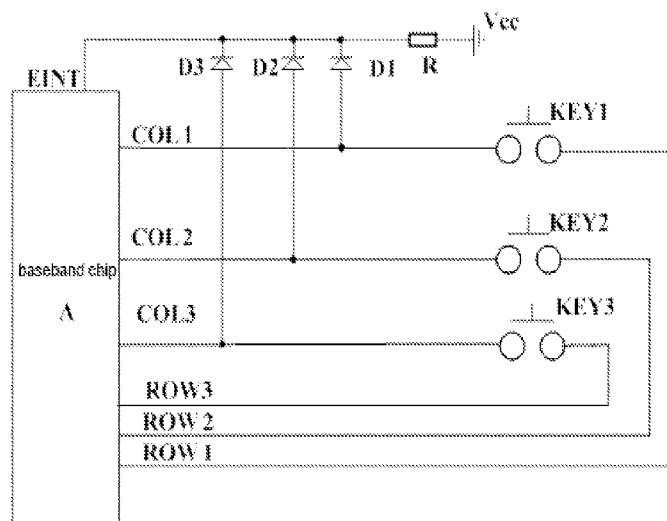 Vcc
EINT
D3
D2
D1
R
KEY1
COL 1
KEY2
COL 2
baseband chip
A
KEY3
COL3
ROW3
ROW 2
ROW 1